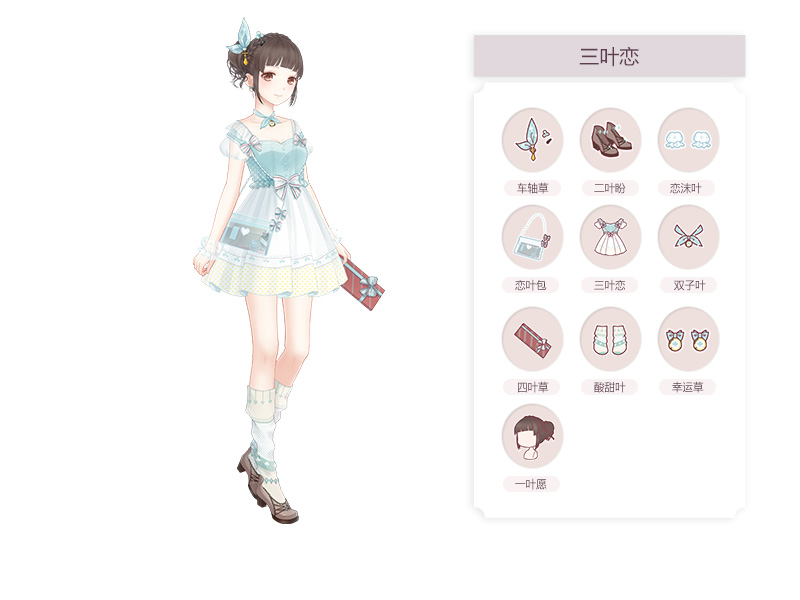 三叶恋
车轴草 二叶盼 恋沫叶
恋叶包 三叶恋 双子叶
四叶草 酸甜叶 幸运草
一叶愿